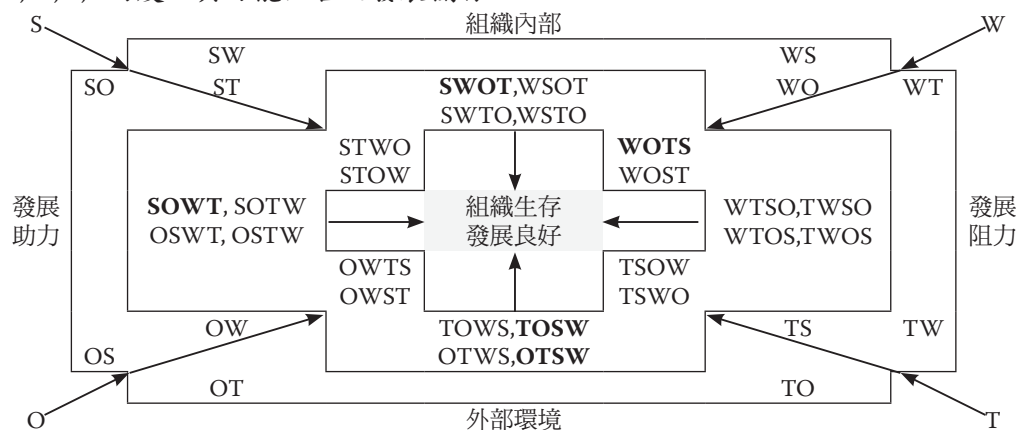 S
組織內部
W
SW
WS
SO
ST
SWOT,WSOT
WO
WT
SWTO,WSTO
STWO
WOTS
STOW
WOST
發展
助力
SOWT, SOTW
OSWT, OSTW
組織生存
發展良好
WTSO,TWSO
WTOS,TWOS
發展
阻力
OWTS
TSOW
OWST
TSWO
OW
TOWS,TOSW
TS
TW
OS
OTWS,OTSW
OT
TO
O
外部環境
T